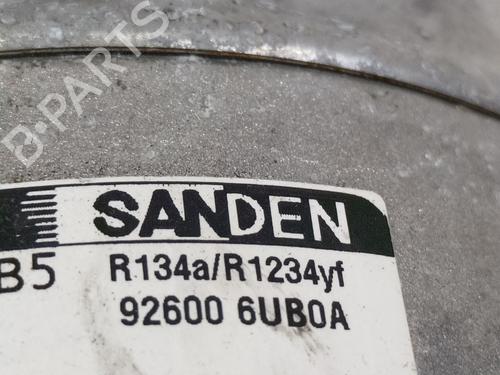 B-PARTS
SANDEN
B5 R134a/R1234yf
92600 6UB0A